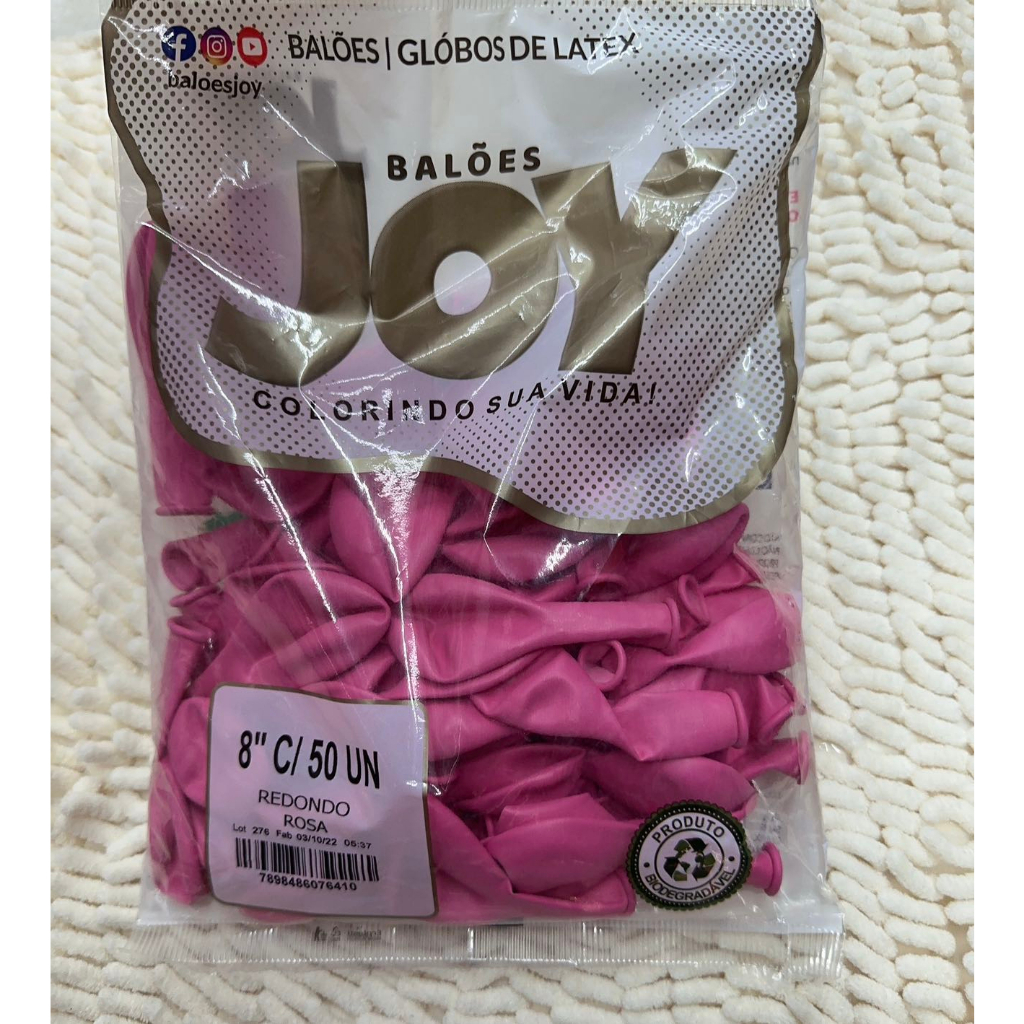 BALÕES | GLÓBOS DE LATEX
baloesjoy
BALÕES
JOY
COLORINDO SUA VIDA!
8" C/ 50 UN
REDONDO
ROSA
Lot 276 Fab 03/10/22 05:37
7898486076410
PRODUTO
BIODEGRADÁVEL